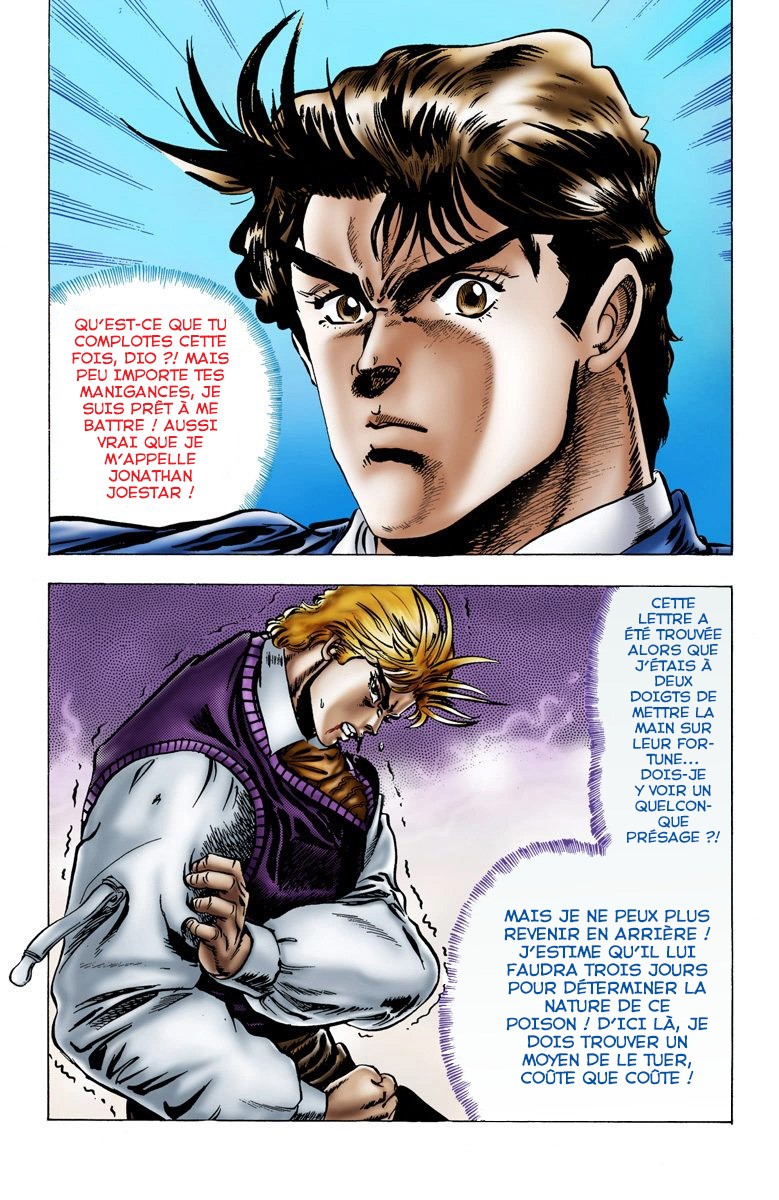 QU'EST-CE QUE TU
COMPLOTES CETTE
FOIS, DIO ?! MAIS
PEU IMPORTE TES
MANIGANCES, JE
SUIS PRÊT À ME
BATTRE ! AUSSI
VRAI QUE JE
M'APPELLE
JONATHAN
JOESTAR !
CETTE
LETTRE A
ÉTÉ TROUVÉE
ALORS QUE
J'ÉTAIS À
DEUX
DOIGTS DE
METTRE LA
MAIN SUR
LEUR FOR-
TUNE...
DOIS-JE
Y VOIR UN
QUELCON-
QUE
PRÉSAGE ?!
MAIS JE NE PEUX PLUS
REVENIR EN ARRIÈRE !
J'ESTIME QU'IL LUI
FAUDRA TROIS JOURS
POUR DÉTERMINER LA
NATURE DE CE
POISON ! D'ICI LÀ, JE
DOIS TROUVER UN
MOYEN DE LE TUER,
COÛTE QUE COÛTE !